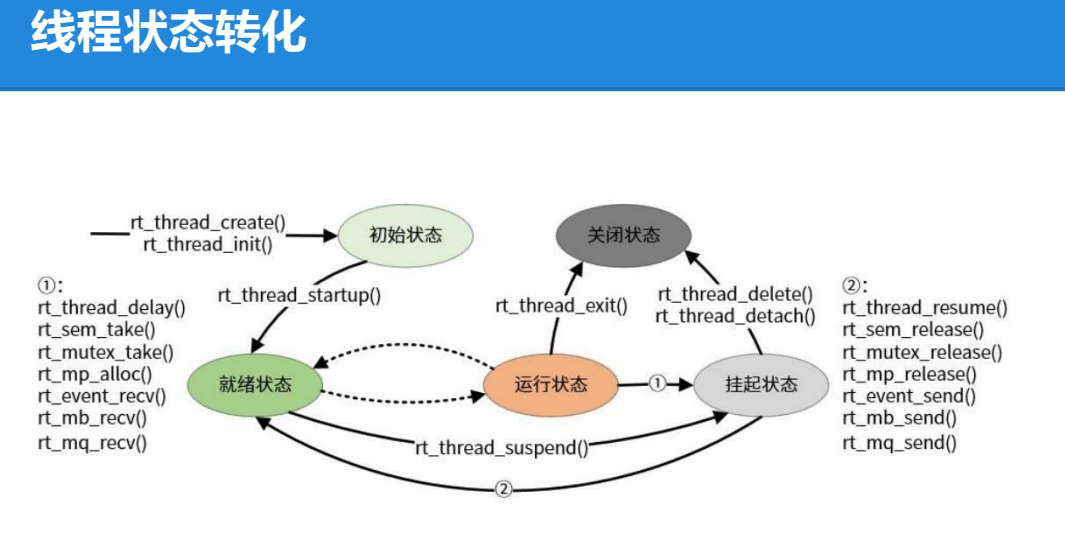 线程状态转化
rt_thread_create()
rt_thread_init()
初始状态
关闭状态
①:
rt_thread_delay()
rt_sem_take()
rt_mutex_take()
rt_mp_alloc()
rt_event_recv()
rt_mb_recv()
rt_mq_recv()
rt_thread_startup()
rt_thread_exit()
rt_thread_delete()
rt_thread_detach()
②:
rt_thread_resume()
rt_sem_release()
rt_mutex_release()
rt_mp_release()
rt_event_send()
rt_mb_send()
rt_mq_send()
就绪状态
运行状态
①
挂起状态
rt_thread_suspend()
②